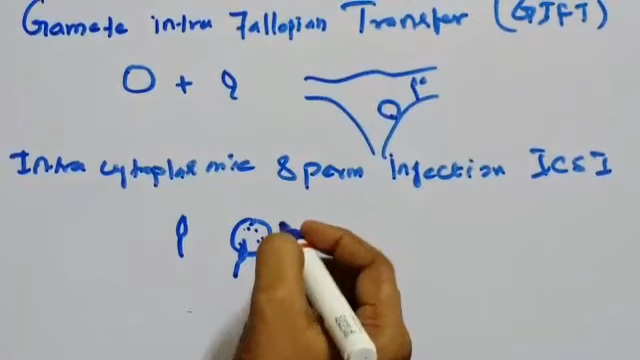 Gamete intra Fallopian Transfer (GIFT)
Intra cytoplasmic Sperm Injection ICSI